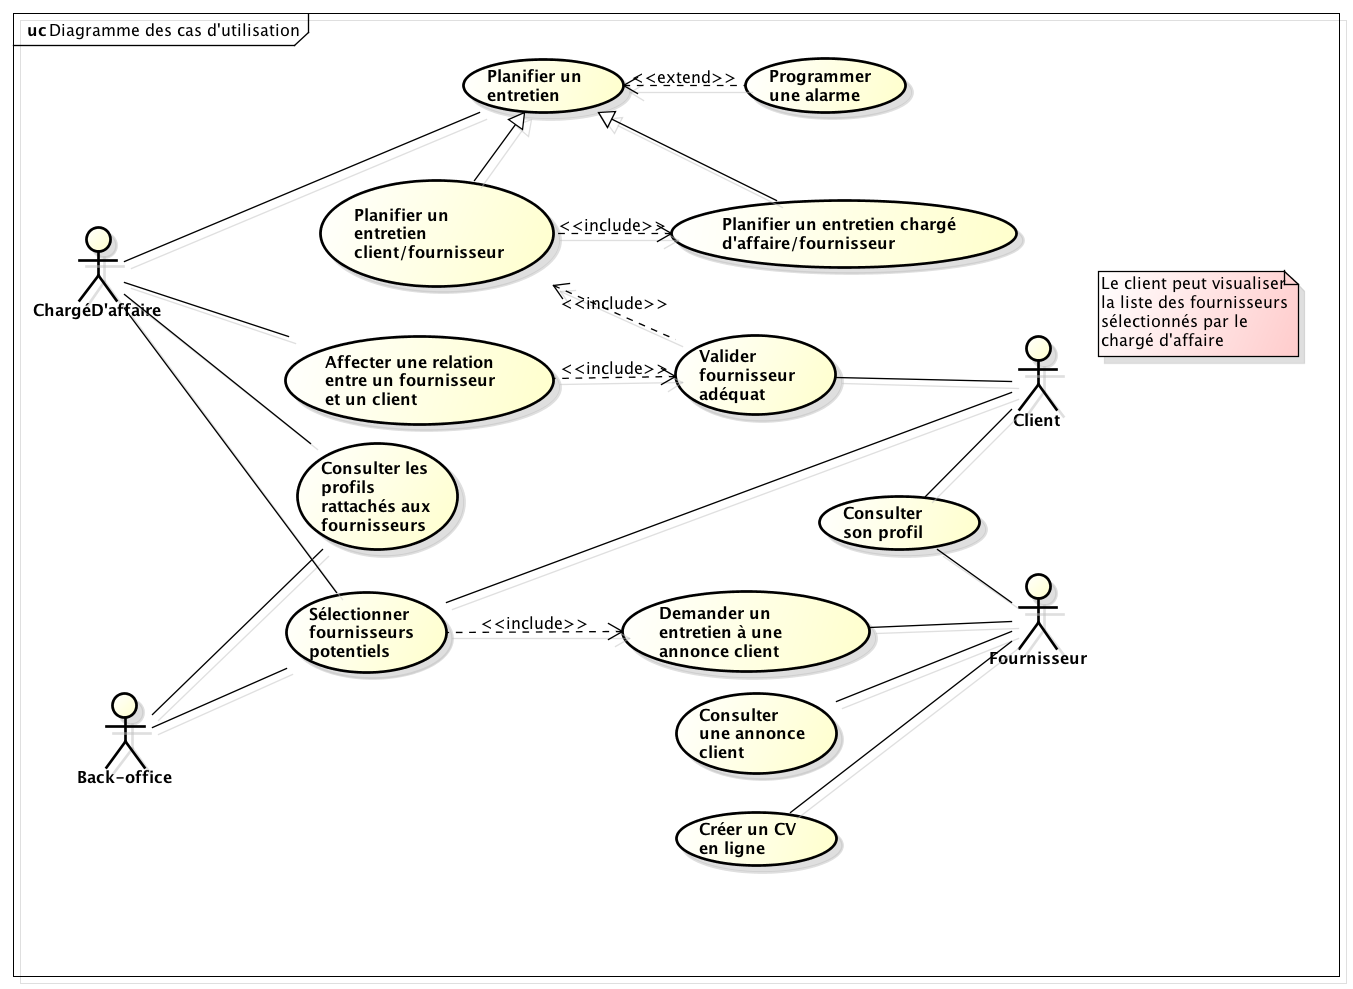 uc Diagramme des cas d'utilisation
Planifier un
entretien
<<extend>>
Programmer
une alarme
Planifier un
entretien
client/fournisseur
<<include>>
Planifier un entretien chargé
d'affaire/fournisseur
ChargéD'affaire
<<include>>
Le client peut visualiser
la liste des fournisseurs
sélectionnés par le
chargé d'affaire
Affecter une relation
entre un fournisseur
et un client
<<include>>
Valider
fournisseur
adéquat
Client
Consulter les
profils
rattachés aux
fournisseurs
Consulter
son profil
Sélectionner
fournisseurs
potentiels
<<include>>
Demander un
entretien à une
annonce client
Fournisseur
Consulter
une annonce
client
Back-office
Créer un CV
en ligne